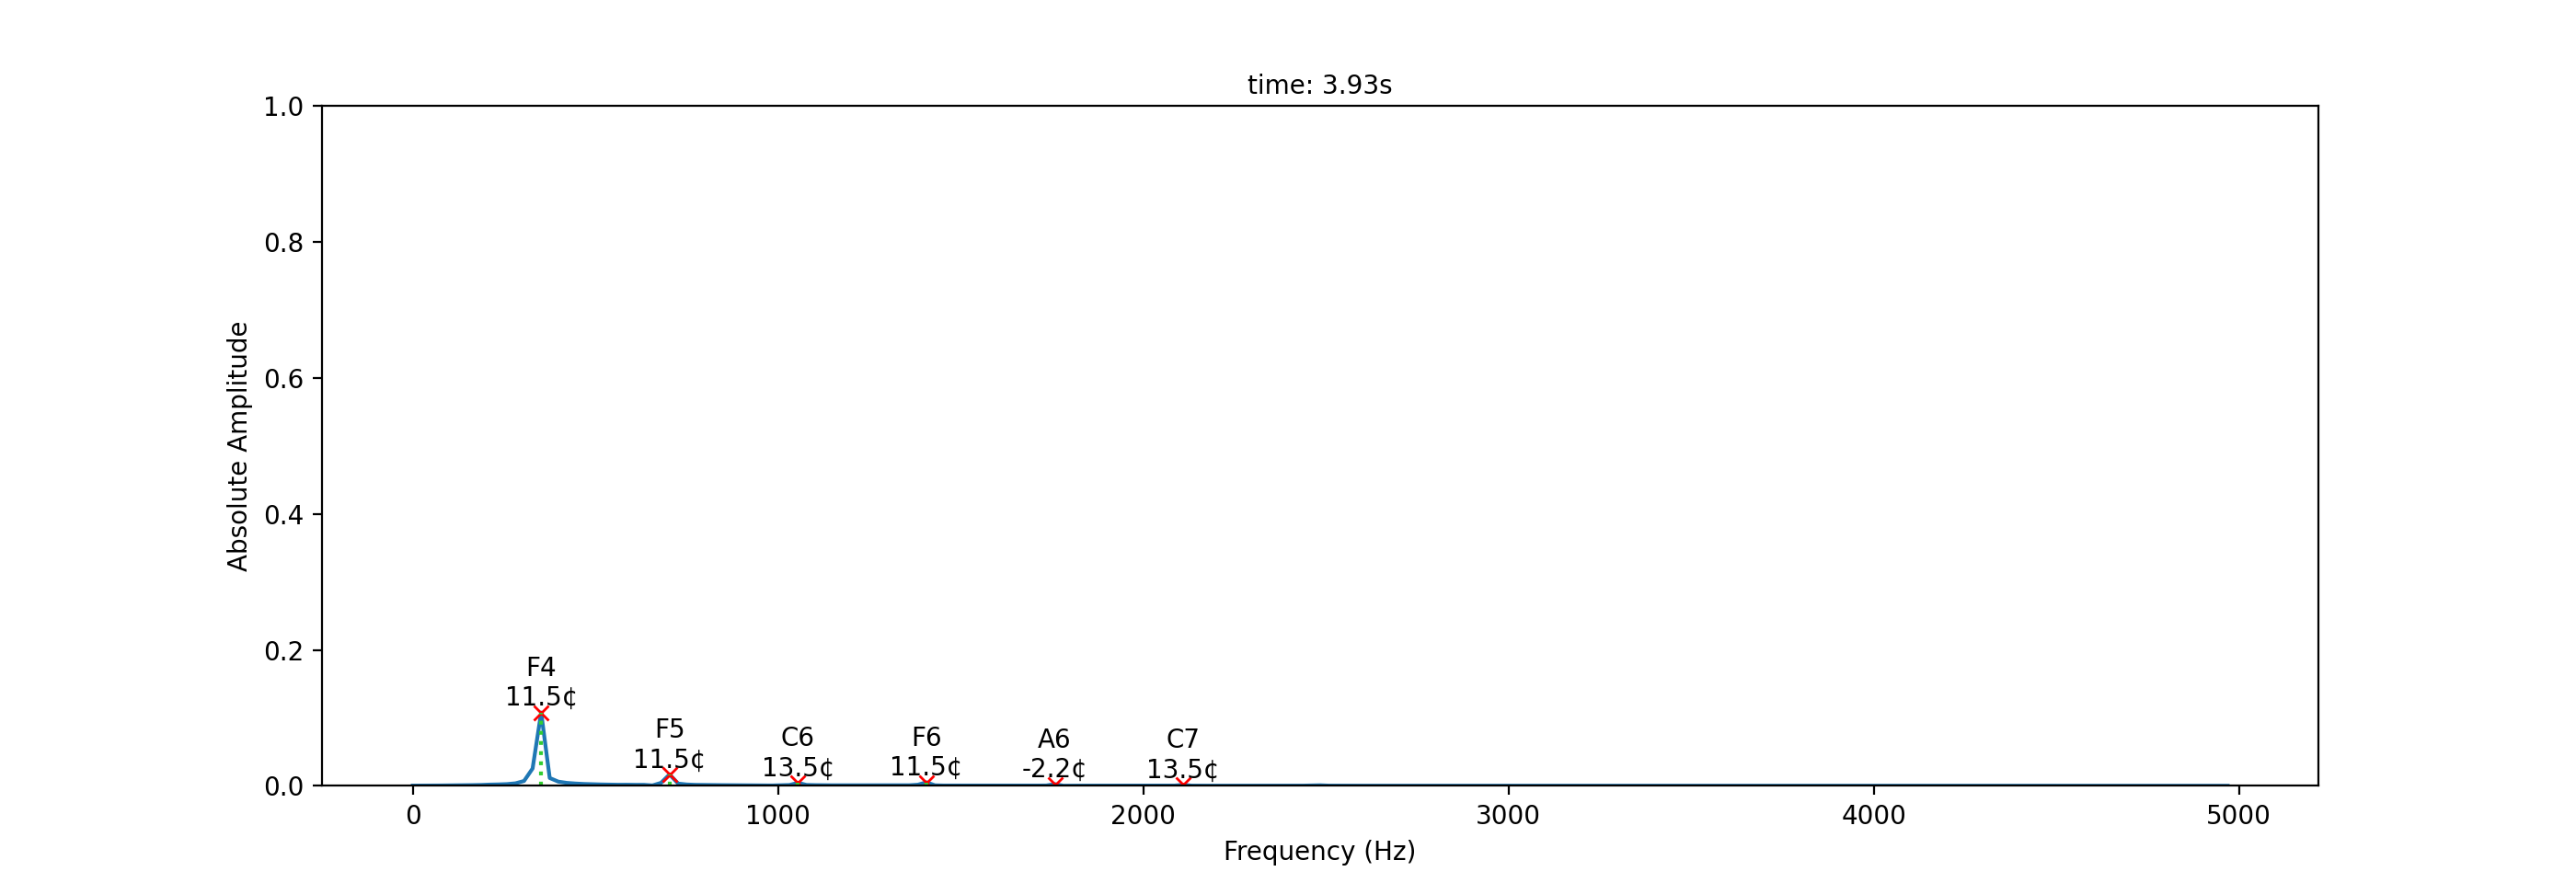 time: 3.93s
1.0
0.8
0.6
0.4
0.2
0.0
Absolute Amplitude
F4
11.5¢
F5
11.5¢
C6
13.5¢
F6
11.5¢
A6
-2.2¢
C7
13.5¢
0 1000 2000 3000 4000 5000
Frequency (Hz)